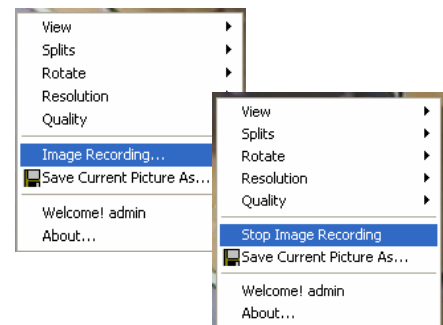 View
Splits
Rotate
Resolution
Quality
Image Recording...
Save Current Picture As...
Welcome! admin
About...
View
Splits
Rotate
Resolution
Quality
Stop Image Recording
Save Current Picture As...
Welcome! admin
About...